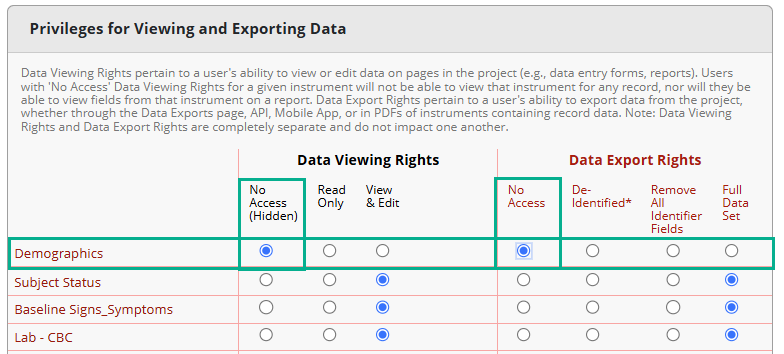 Privileges for Viewing and Exporting Data
Data Viewing Rights pertain to a user's ability to view or edit data on pages in the project (e.g., data entry forms, reports). Users
with 'No Access' Data Viewing Rights for a given instrument will not be able to view that instrument for any record, nor will they be
able to view fields from that instrument on a report. Data Export Rights pertain to a user's ability to export data from the project,
whether through the Data Exports page, API, Mobile App, or in PDFs of instruments containing record data. Note: Data Viewing
Rights and Data Export Rights are completely separate and do not impact one another.
Data Viewing Rights
Data Export Rights
No
Access
(Hidden)
Read
Only
View
& Edit
No
Access
De-
Identified*
Remove
All
Identifier
Fields
Full
Data
Set
Demographics
Subject Status
Baseline Signs_Symptoms
Lab - CBC